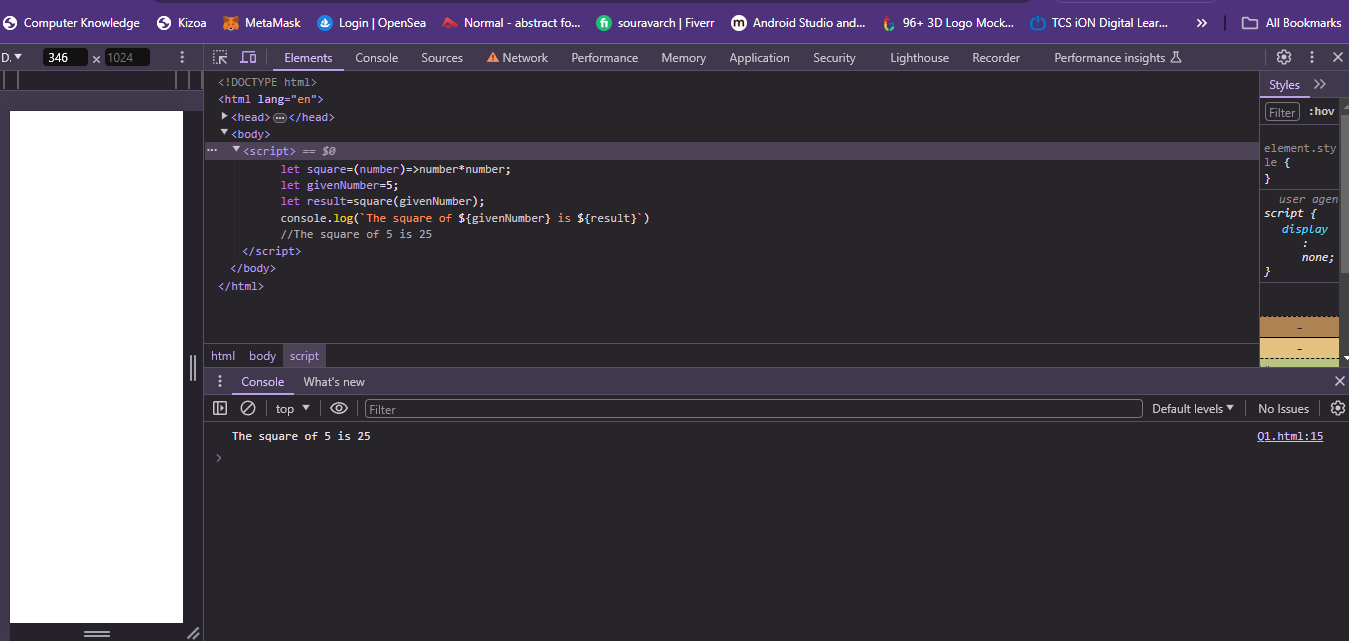 Computer Knowledge Kizoa MetaMask Login | OpenSea Normal - abstract fo... souravarch | Fiverr Android Studio and... 96+ 3D Logo Mock... TCS iON Digital Lear... » All Bookmarks
D. ▼ 346 × 1024 Elements Console Sources Network Performance Memory Application Security Lighthouse Recorder Performance insights
<!DOCTYPE html>
<html lang="en">
<head> ... </head>
<body>
... <script> == $0
let square=(number)=>number*number;
let givenNumber=5;
let result=square(givenNumber);
console.log(`The square of ${givenNumber} is ${result}`)
//The square of 5 is 25
</script>
</body>
</html>
html body script
Styles
Filter :hov
element.sty
le {
}
user agen
script {
display
:
none;
}
-
-
Console What's new
top ▼ Filter Default levels ▼ No Issues
The square of 5 is 25 Q1.html:15
>